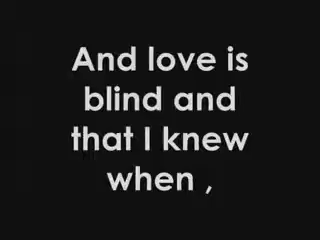 And love is
blind and
that I knew
when ,